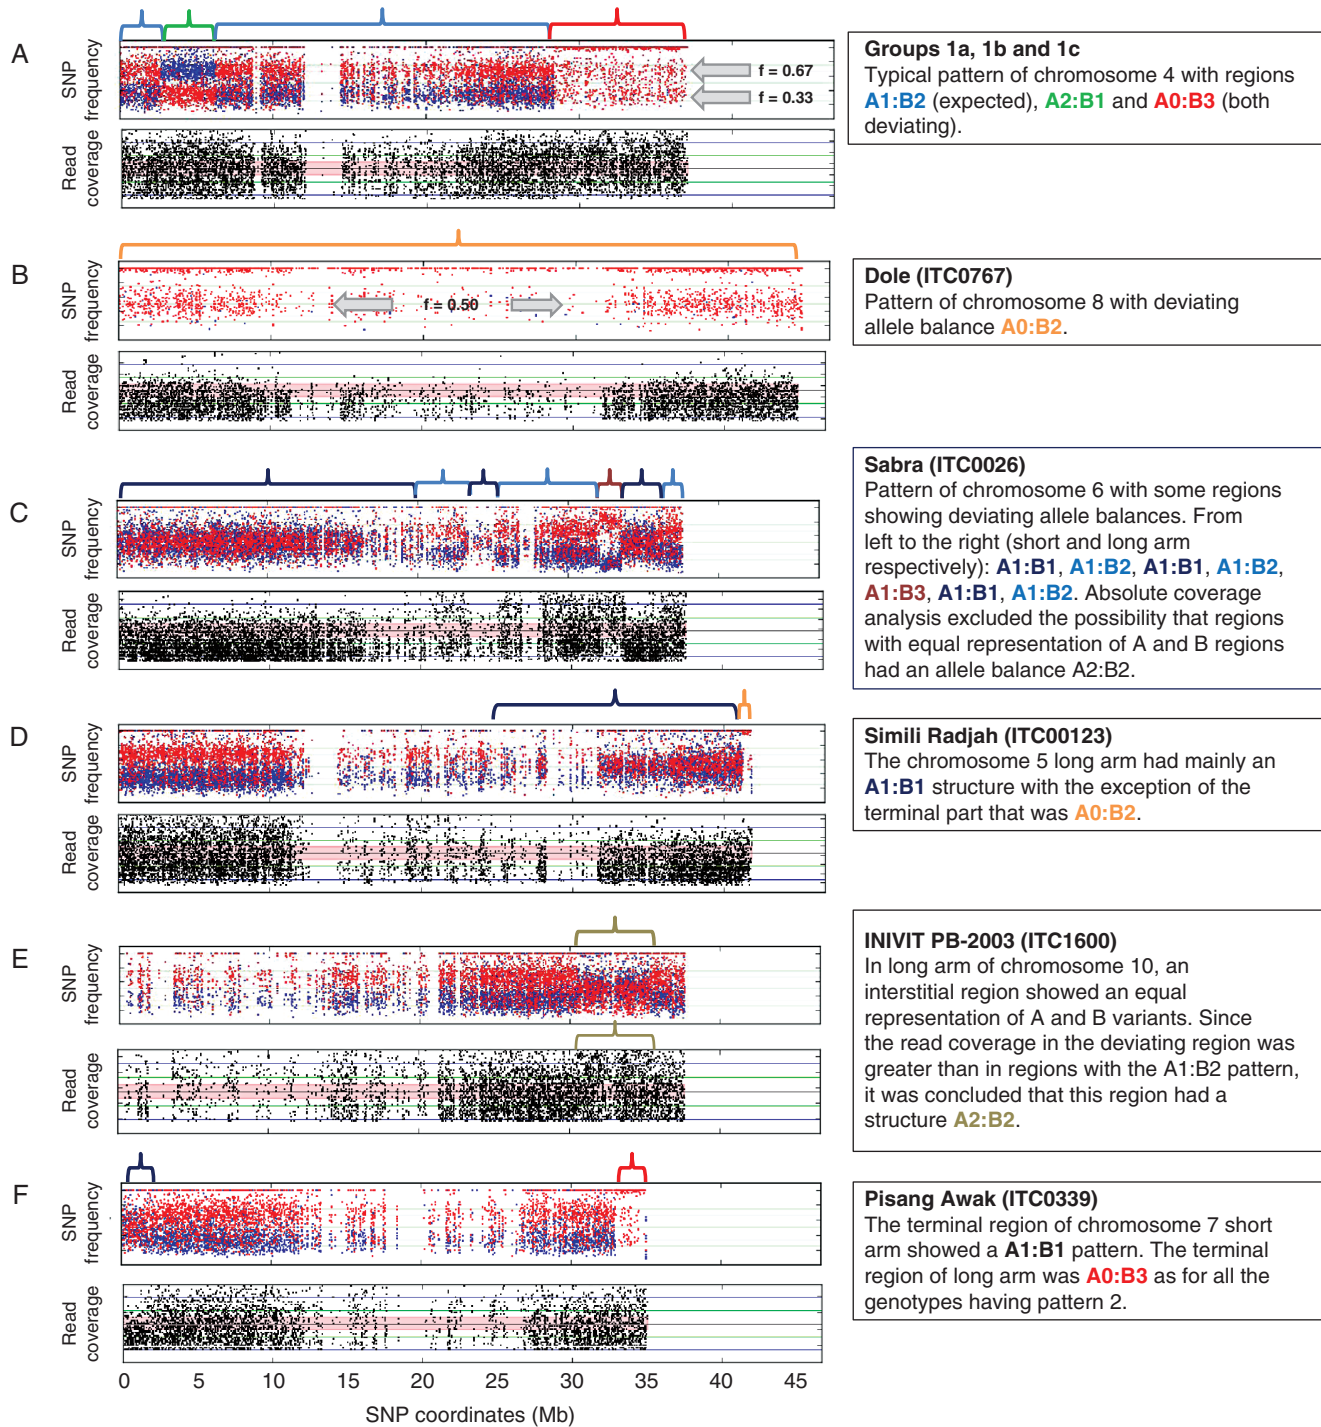 A
SNP
frequency
f = 0.67
f = 0.33
Read
coverage
Groups 1a, 1b and 1c
Typical pattern of chromosome 4 with regions
A1:B2 (expected), A2:B1 and A0:B3 (both
deviating).
B
SNP
frequency
f = 0.50
Read
coverage
Dole (ITC0767)
Pattern of chromosome 8 with deviating
allele balance A0:B2.
C
SNP
frequency
Read
coverage
Sabra (ITC0026)
Pattern of chromosome 6 with some regions
showing deviating allele balances. From
left to the right (short and long arm
respectively): A1:B1, A1:B2, A1:B1, A1:B2,
A1:B3, A1:B1, A1:B2. Absolute coverage
analysis excluded the possibility that regions
with equal representation of A and B regions
had an allele balance A2:B2.
D
SNP
frequency
Read
coverage
Simili Radjah (ITC00123)
The chromosome 5 long arm had mainly an
A1:B1 structure with the exception of the
terminal part that was A0:B2.
E
SNP
frequency
Read
coverage
INIVIT PB-2003 (ITC1600)
In long arm of chromosome 10, an
interstitial region showed an equal
representation of A and B variants. Since
the read coverage in the deviating region was
greater than in regions with the A1:B2 pattern,
it was concluded that this region had a
structure A2:B2.
F
SNP
frequency
Read
coverage
Pisang Awak (ITC0339)
The terminal region of chromosome 7 short
arm showed a A1:B1 pattern. The terminal
region of long arm was A0:B3 as for all the
genotypes having pattern 2.
0 5 10 15 20 25 30 35 40 45
SNP coordinates (Mb)